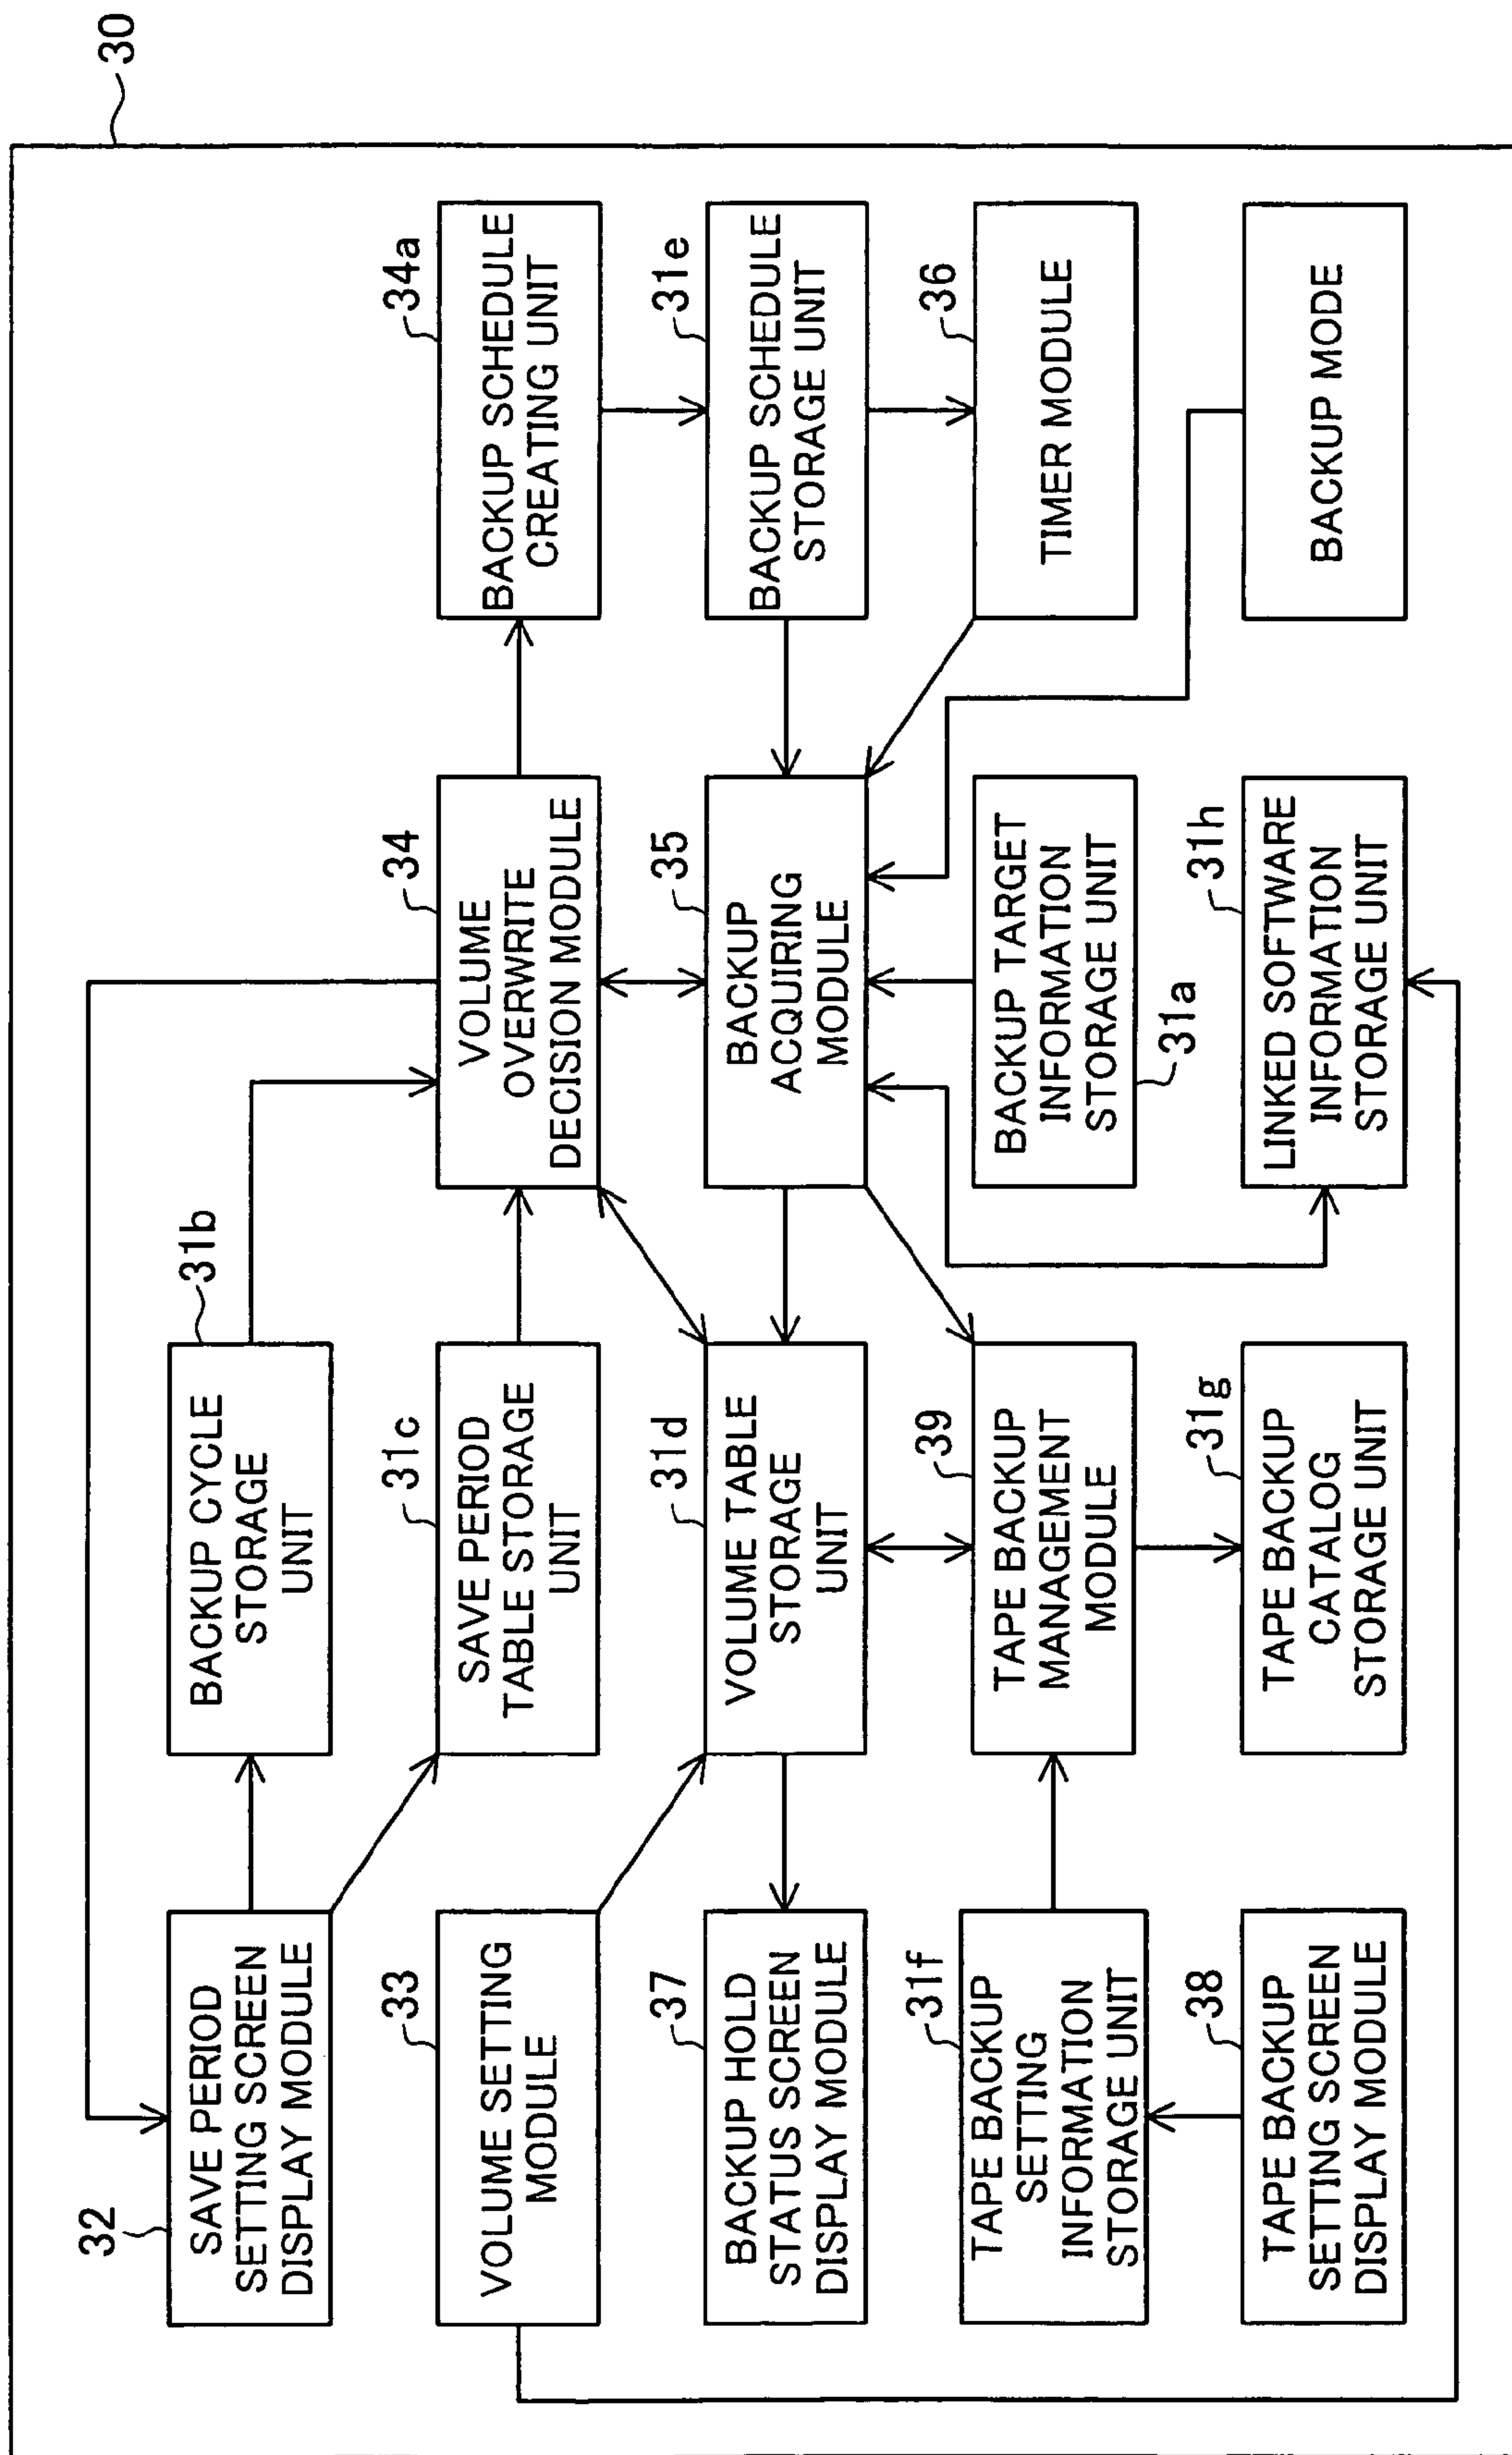 30
32
SAVE PERIOD
SETTING SCREEN
DISPLAY MODULE
31b
BACKUP CYCLE
STORAGE
UNIT
33
VOLUME SETTING
MODULE
31c
SAVE PERIOD
TABLE STORAGE
UNIT
34
VOLUME
OVERWRITE
DECISION MODULE
34a
BACKUP SCHEDULE
CREATING UNIT
37
BACKUP HOLD
STATUS SCREEN
DISPLAY MODULE
31d
VOLUME TABLE
STORAGE
UNIT
35
BACKUP
ACQUIRING
MODULE
31e
BACKUP SCHEDULE
STORAGE UNIT
31f
TAPE BACKUP
SETTING
INFORMATION
STORAGE UNIT
39
TAPE BACKUP
MANAGEMENT
MODULE
BACKUP TARGET
INFORMATION
STORAGE UNIT
31a
36
TIMER MODULE
38
TAPE BACKUP
SETTING SCREEN
DISPLAY MODULE
31g
TAPE BACKUP
CATALOG
STORAGE UNIT
31h
LINKED SOFTWARE
INFORMATION
STORAGE UNIT
BACKUP MODE